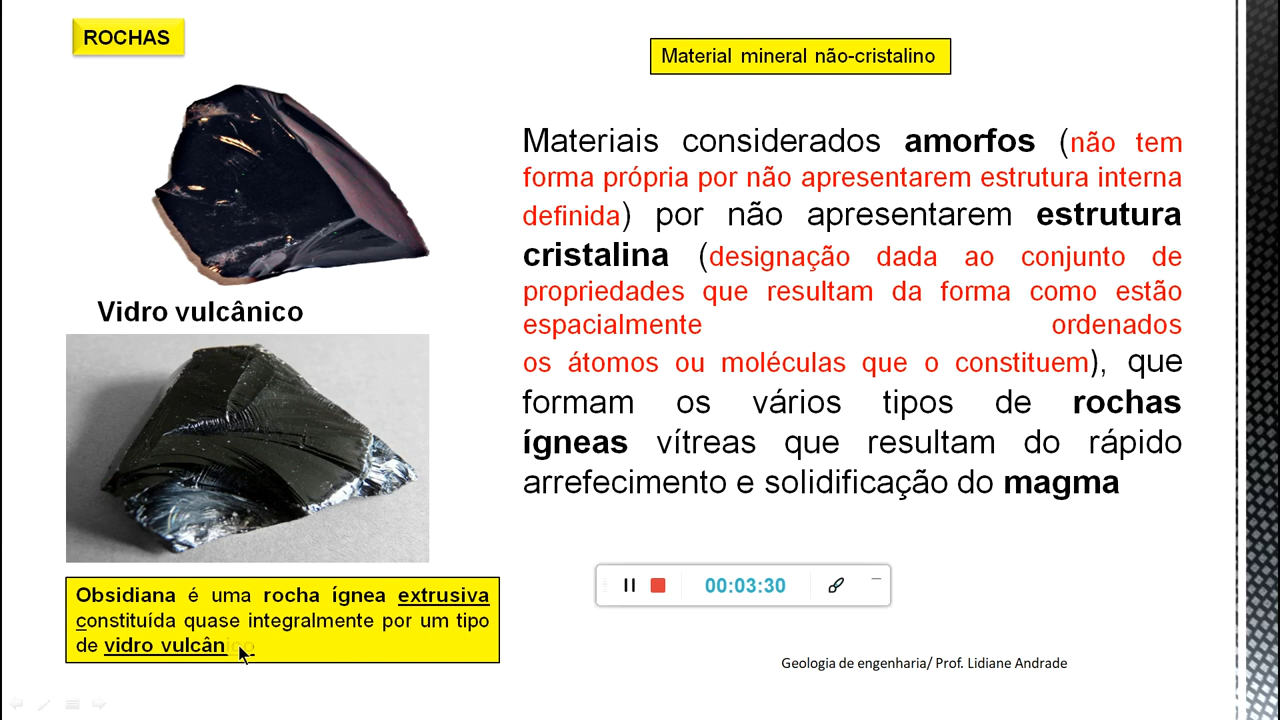 ROCHAS
Material mineral não-cristalino
Materiais considerados amorfos (não tem
forma própria por não apresentarem estrutura interna
definida) por não apresentarem estrutura
cristalina (designação dada ao conjunto de
propriedades que resultam da forma como estão
espacialmente ordenados
os átomos ou moléculas que o constituem), que
formam os vários tipos de rochas
ígneas vítreas que resultam do rápido
arrefecimento e solidificação do magma
Vidro vulcânico
Obsidiana é uma rocha ígnea extrusiva
constituída quase integralmente por um tipo
de vidro vulcânico
00:03:30
Geologia de engenharia/ Prof. Lidiane Andrade